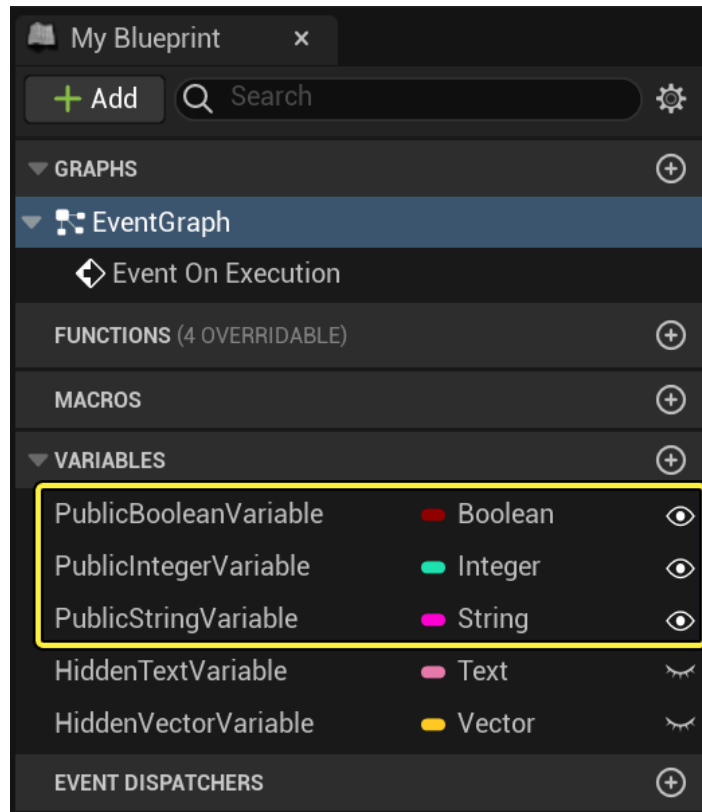 My Blueprint ×
+ Add Search
GRAPHS
EventGraph
Event On Execution
FUNCTIONS (4 OVERRIDABLE)
MACROS
VARIABLES
PublicBooleanVariable Boolean
PublicIntegerVariable Integer
PublicStringVariable String
HiddenTextVariable Text
HiddenVectorVariable Vector
EVENT DISPATCHERS